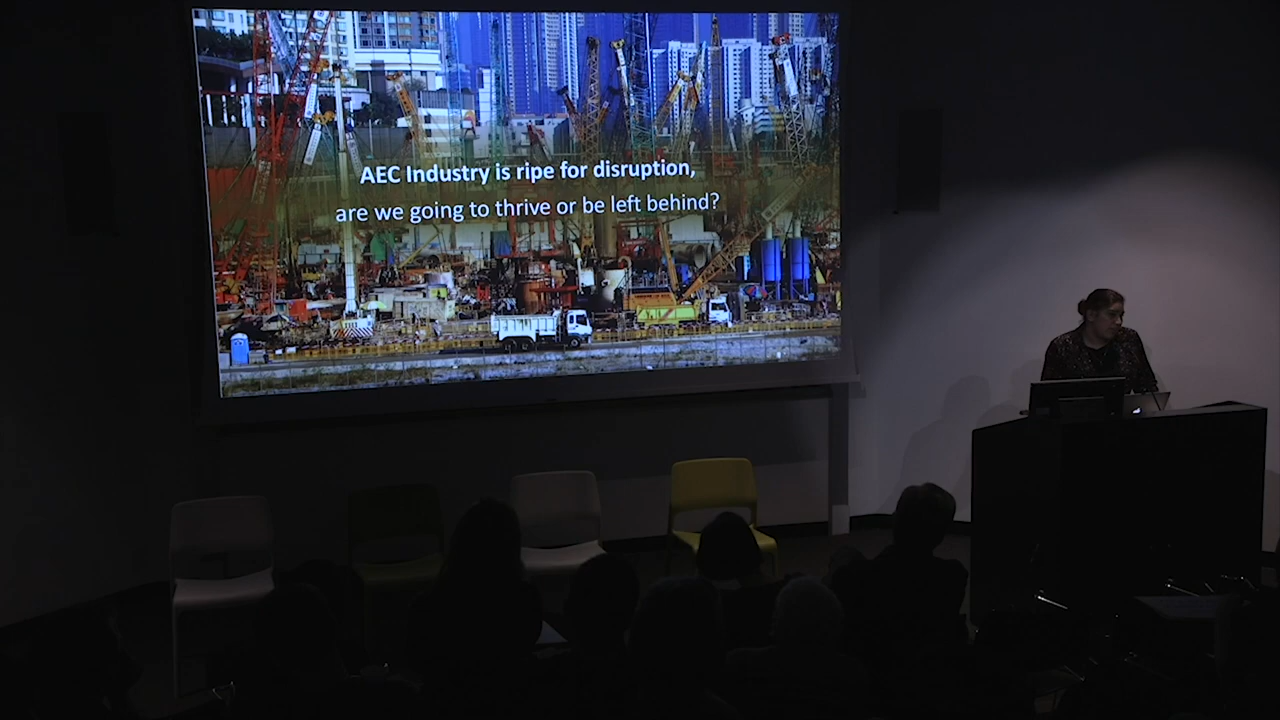 AEC Industry is ripe for disruption,
are we going to thrive or be left behind?